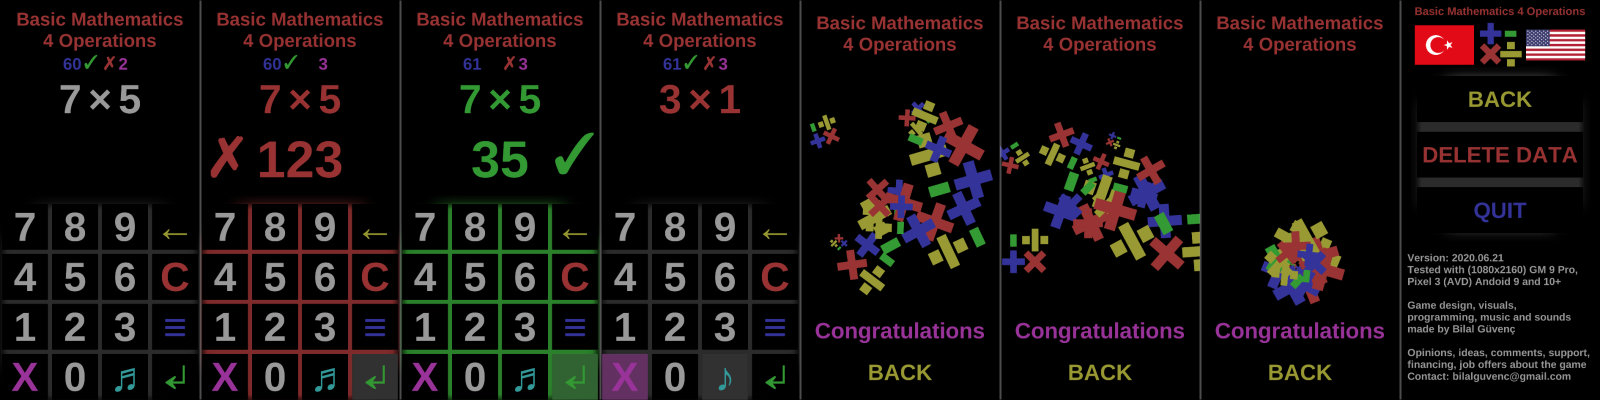 Basic Mathematics
4 Operations
60✓✗2
7×5
7 8 9 ←
4 5 6 C
1 2 3 ≡
X 0 ♬ ↲
Basic Mathematics
4 Operations
60✓ 3
7×5
✗123
7 8 9 ←
4 5 6 C
1 2 3 ≡
X 0 ♬ ↲
Basic Mathematics
4 Operations
61 ✗3
7×5
35 ✓
7 8 9 ←
4 5 6 C
1 2 3 ≡
X 0 ♬ ↲
Basic Mathematics
4 Operations
61✓✗3
3×1
7 8 9 ←
4 5 6 C
1 2 3 ≡
X 0 ♪ ↲
Basic Mathematics
4 Operations
Congratulations
BACK
Basic Mathematics
4 Operations
Congratulations
BACK
Basic Mathematics
4 Operations
Congratulations
BACK
Basic Mathematics 4 Operations
BACK
DELETE DATA
QUIT
Version: 2020.06.21
Tested with (1080x2160) GM 9 Pro,
Pixel 3 (AVD) Andoid 9 and 10+
Game design, visuals,
programming, music and sounds
made by Bilal Güvenç
Opinions, ideas, comments, support,
financing, job offers about the game
Contact: bilalguvenc@gmail.com